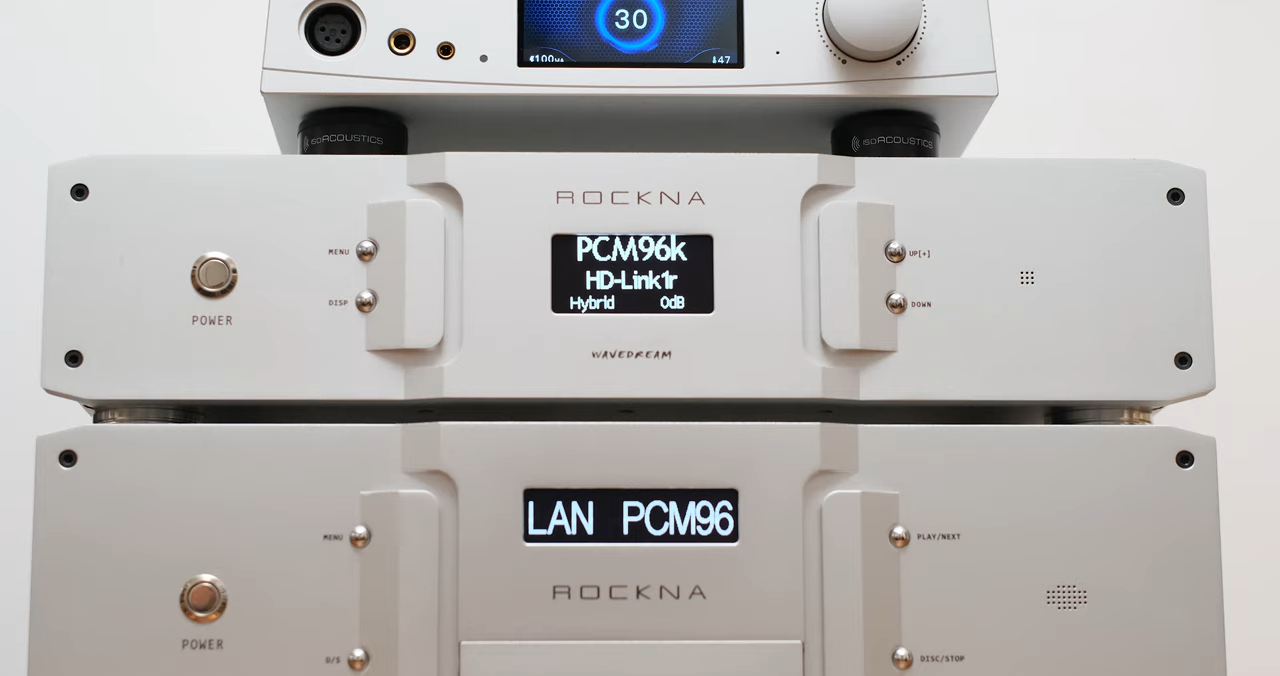 30
100
47
ISOACOUSTICS ISOACOUSTICS
ROCKNA
PCM96k
HD-Link1r
Hybrid 0dB
MENU
DISP
POWER
UP[+]
DOWN
WAVEDREAM
LAN PCM96
MENU
PLAY/NEXT
ROCKNA
POWER
D/S
DISC/STOP